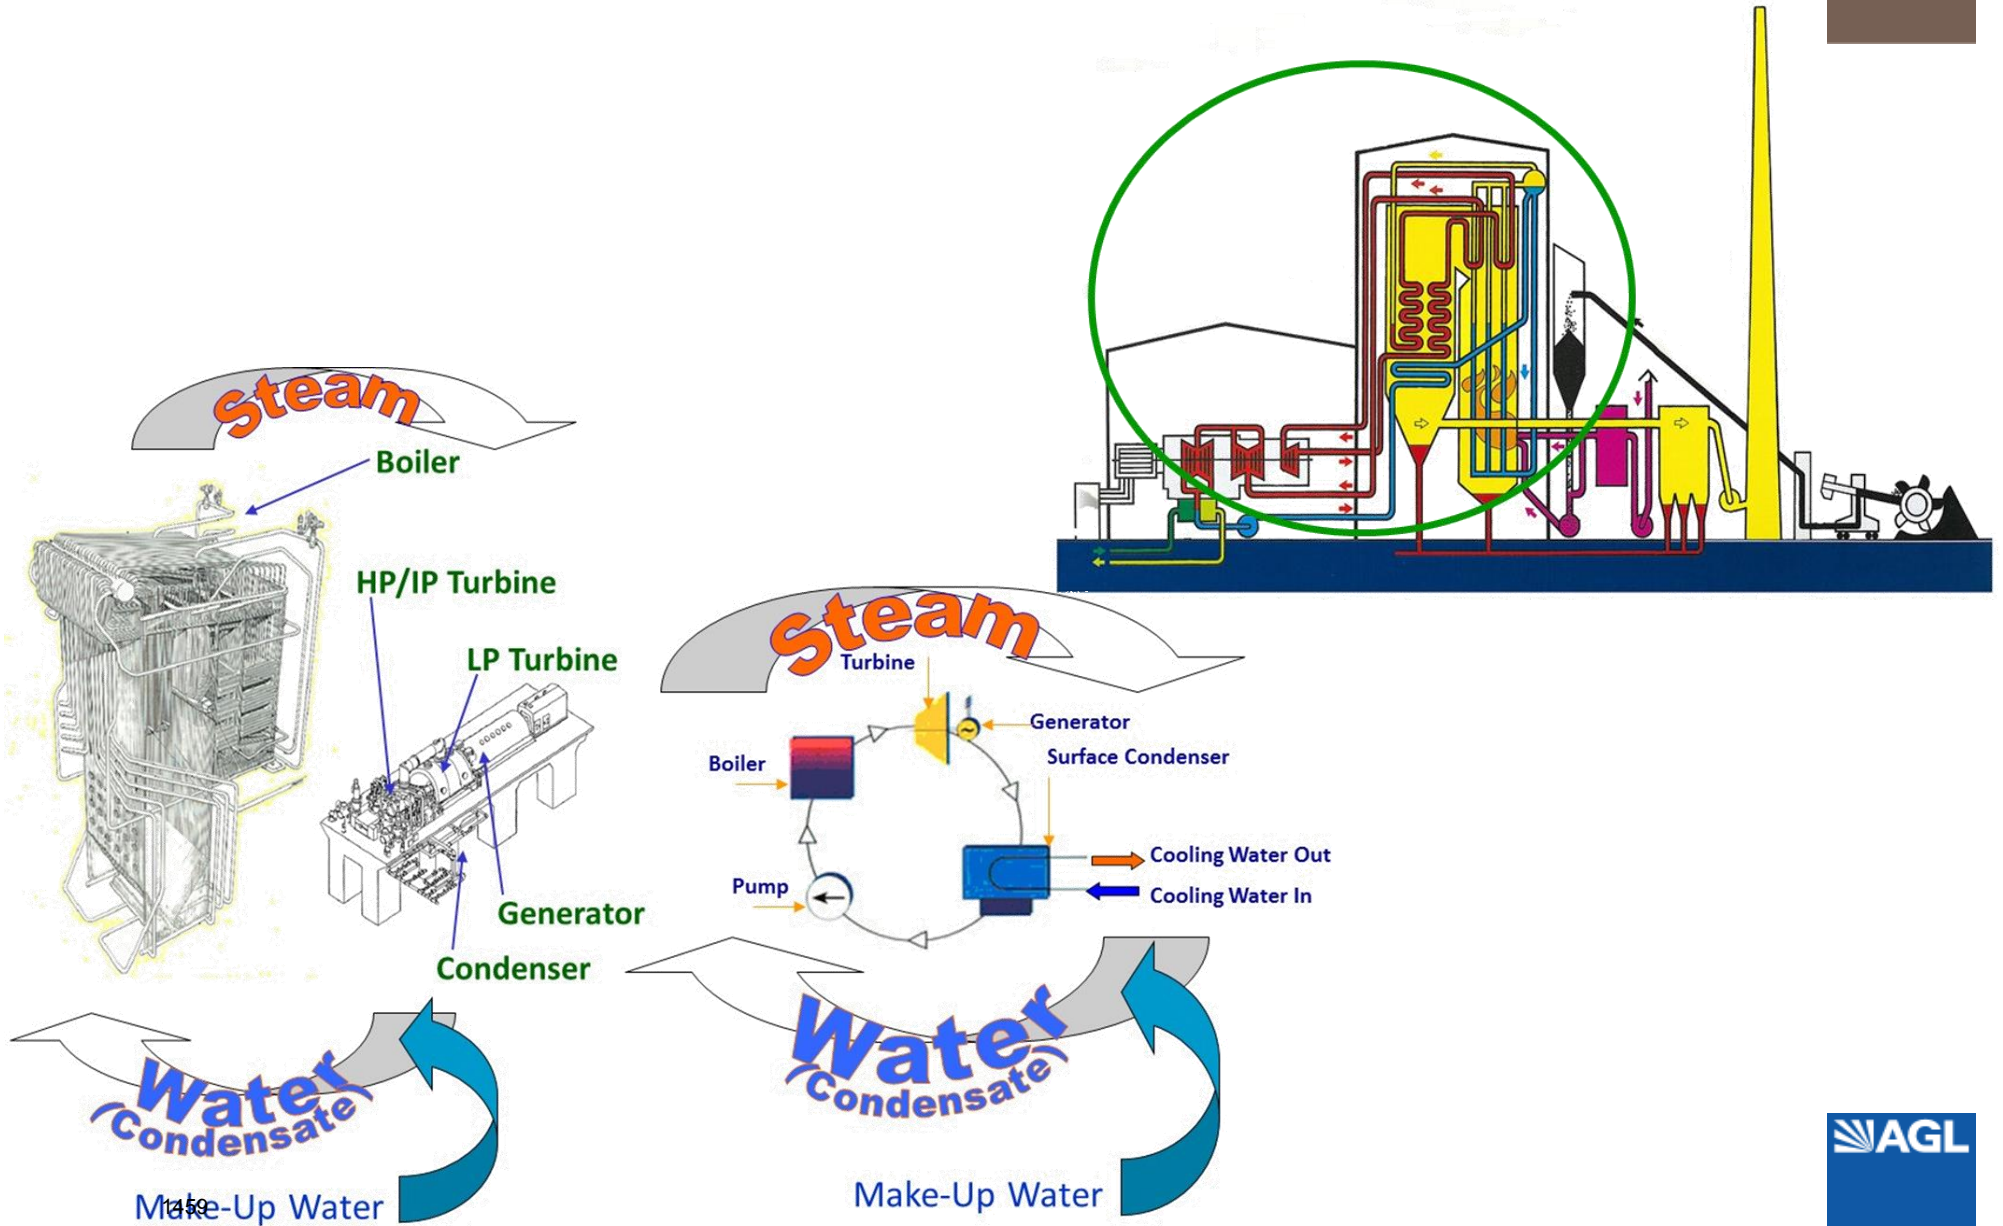 Steam
Boiler
HP/IP Turbine
LP Turbine
Generator
Condenser
Water
(Condensate)
Make-Up Water
1459
Steam
Turbine
Generator
Surface Condenser
Boiler
Cooling Water Out
Pump
Cooling Water In
Water
(Condensate)
Make-Up Water
AGL